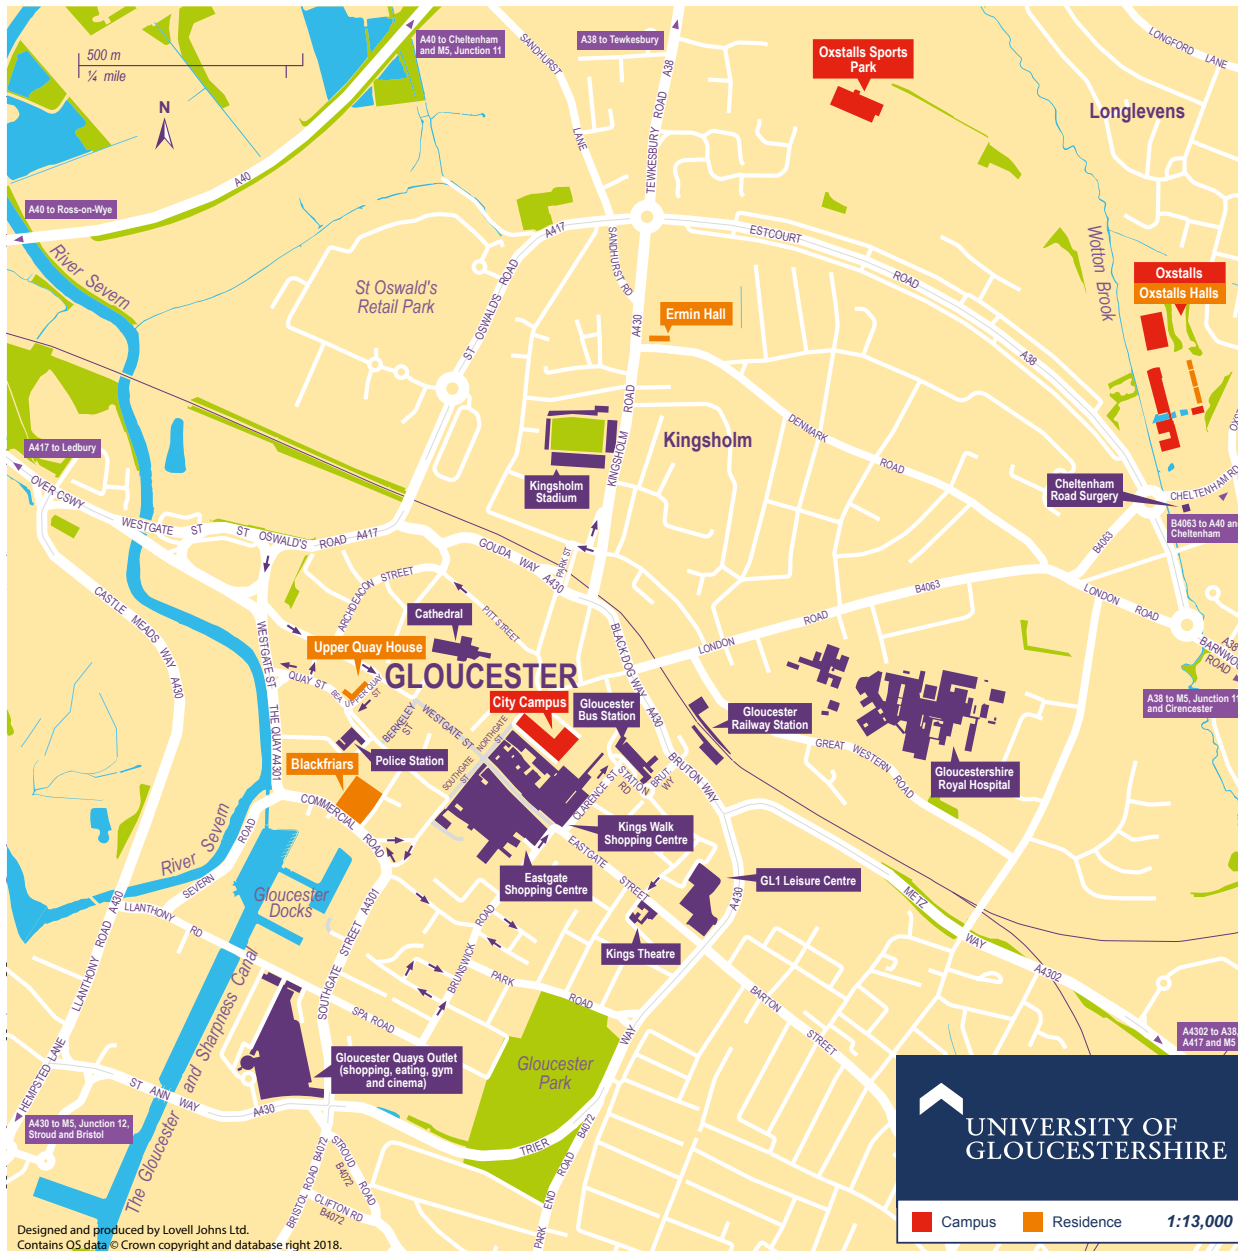 500 m
¼ mile
N
A40 to Cheltenham
and M5, Junction 11
A38 to Tewkesbury
SANDHURST
LANE
TEWKESBURY ROAD A38
Oxstalls Sports
Park
LONGFORD LANE
Longlevens
A40
A40 to Ross-on-Wye
River Severn
A417
SANDHURST RD
ESTCOURT
ROAD
A38
Wotton Brook
Oxstalls
Oxstalls Halls
St Oswald's
Retail Park
ST OSWALD'S ROAD
Ermin Hall
A430
KINGSHOLM ROAD
Kingsholm
DENMARK
ROAD
Kingsholm
Stadium
Cheltenham
Road Surgery
CHELTENHAM RD
B4063 to A40 and
Cheltenham
B4063
A417 to Ledbury
OVER CSWY
WESTGATE ST
ST OSWALD'S ROAD A417
GOUDA WAY A430
PARK ST
B4063
LONDON ROAD
LONDON ROAD
A38
BARNWOOD
ROAD
CASTLE MEADS WAY A430
ARCHDEACON STREET
PITT STREET
Cathedral
BLACK DOG WAY A430
WESTGATE ST
THE QUAY A4301
Upper Quay House
QUAY ST
UPPER QUAY
ST
GLOUCESTER
City Campus
Gloucester
Bus Station
Gloucester
Railway Station
A38 to M5, Junction 11
and Cirencester
BERKELEY
ST
WESTGATE ST
NORTHGATE
ST
SOUTHGATE
ST
Police Station
Blackfriars
STATION
RD
BRUT
WY
BRUTON WAY
GREAT WESTERN ROAD
Gloucestershire
Royal Hospital
CLARENCE ST
COMMERCIAL ROAD
Kings Walk
Shopping Centre
EASTGATE
STREET
Eastgate
Shopping Centre
GL1 Leisure Centre
River Severn
SEVERN ROAD
Gloucester
Docks
LLANTHONY RD
LLANTHONY ROAD A430
SOUTHGATE STREET A4301
BRUNSWICK ROAD
Kings Theatre
A430
METZ
WAY
A4302
PARK
ROAD
BARTON
STREET
SPA ROAD
The Gloucester and Sharpness Canal
Gloucester Quays Outlet
(shopping, eating, gym
and cinema)
Gloucester
Park
WAY
A4302 to A38,
A417 and M5
HEMPSTED LANE
ST ANN WAY
A430
A430 to M5, Junction 12,
Stroud and Bristol
TRIER
B4072
BRISTOL ROAD B4072
STROUD ROAD
B4072
CLIFTON RD
B4072
PARK END ROAD
UNIVERSITY OF
GLOUCESTERSHIRE
Campus
Residence
1:13,000
Designed and produced by Lovell Johns Ltd.
Contains OS data © Crown copyright and database right 2018.